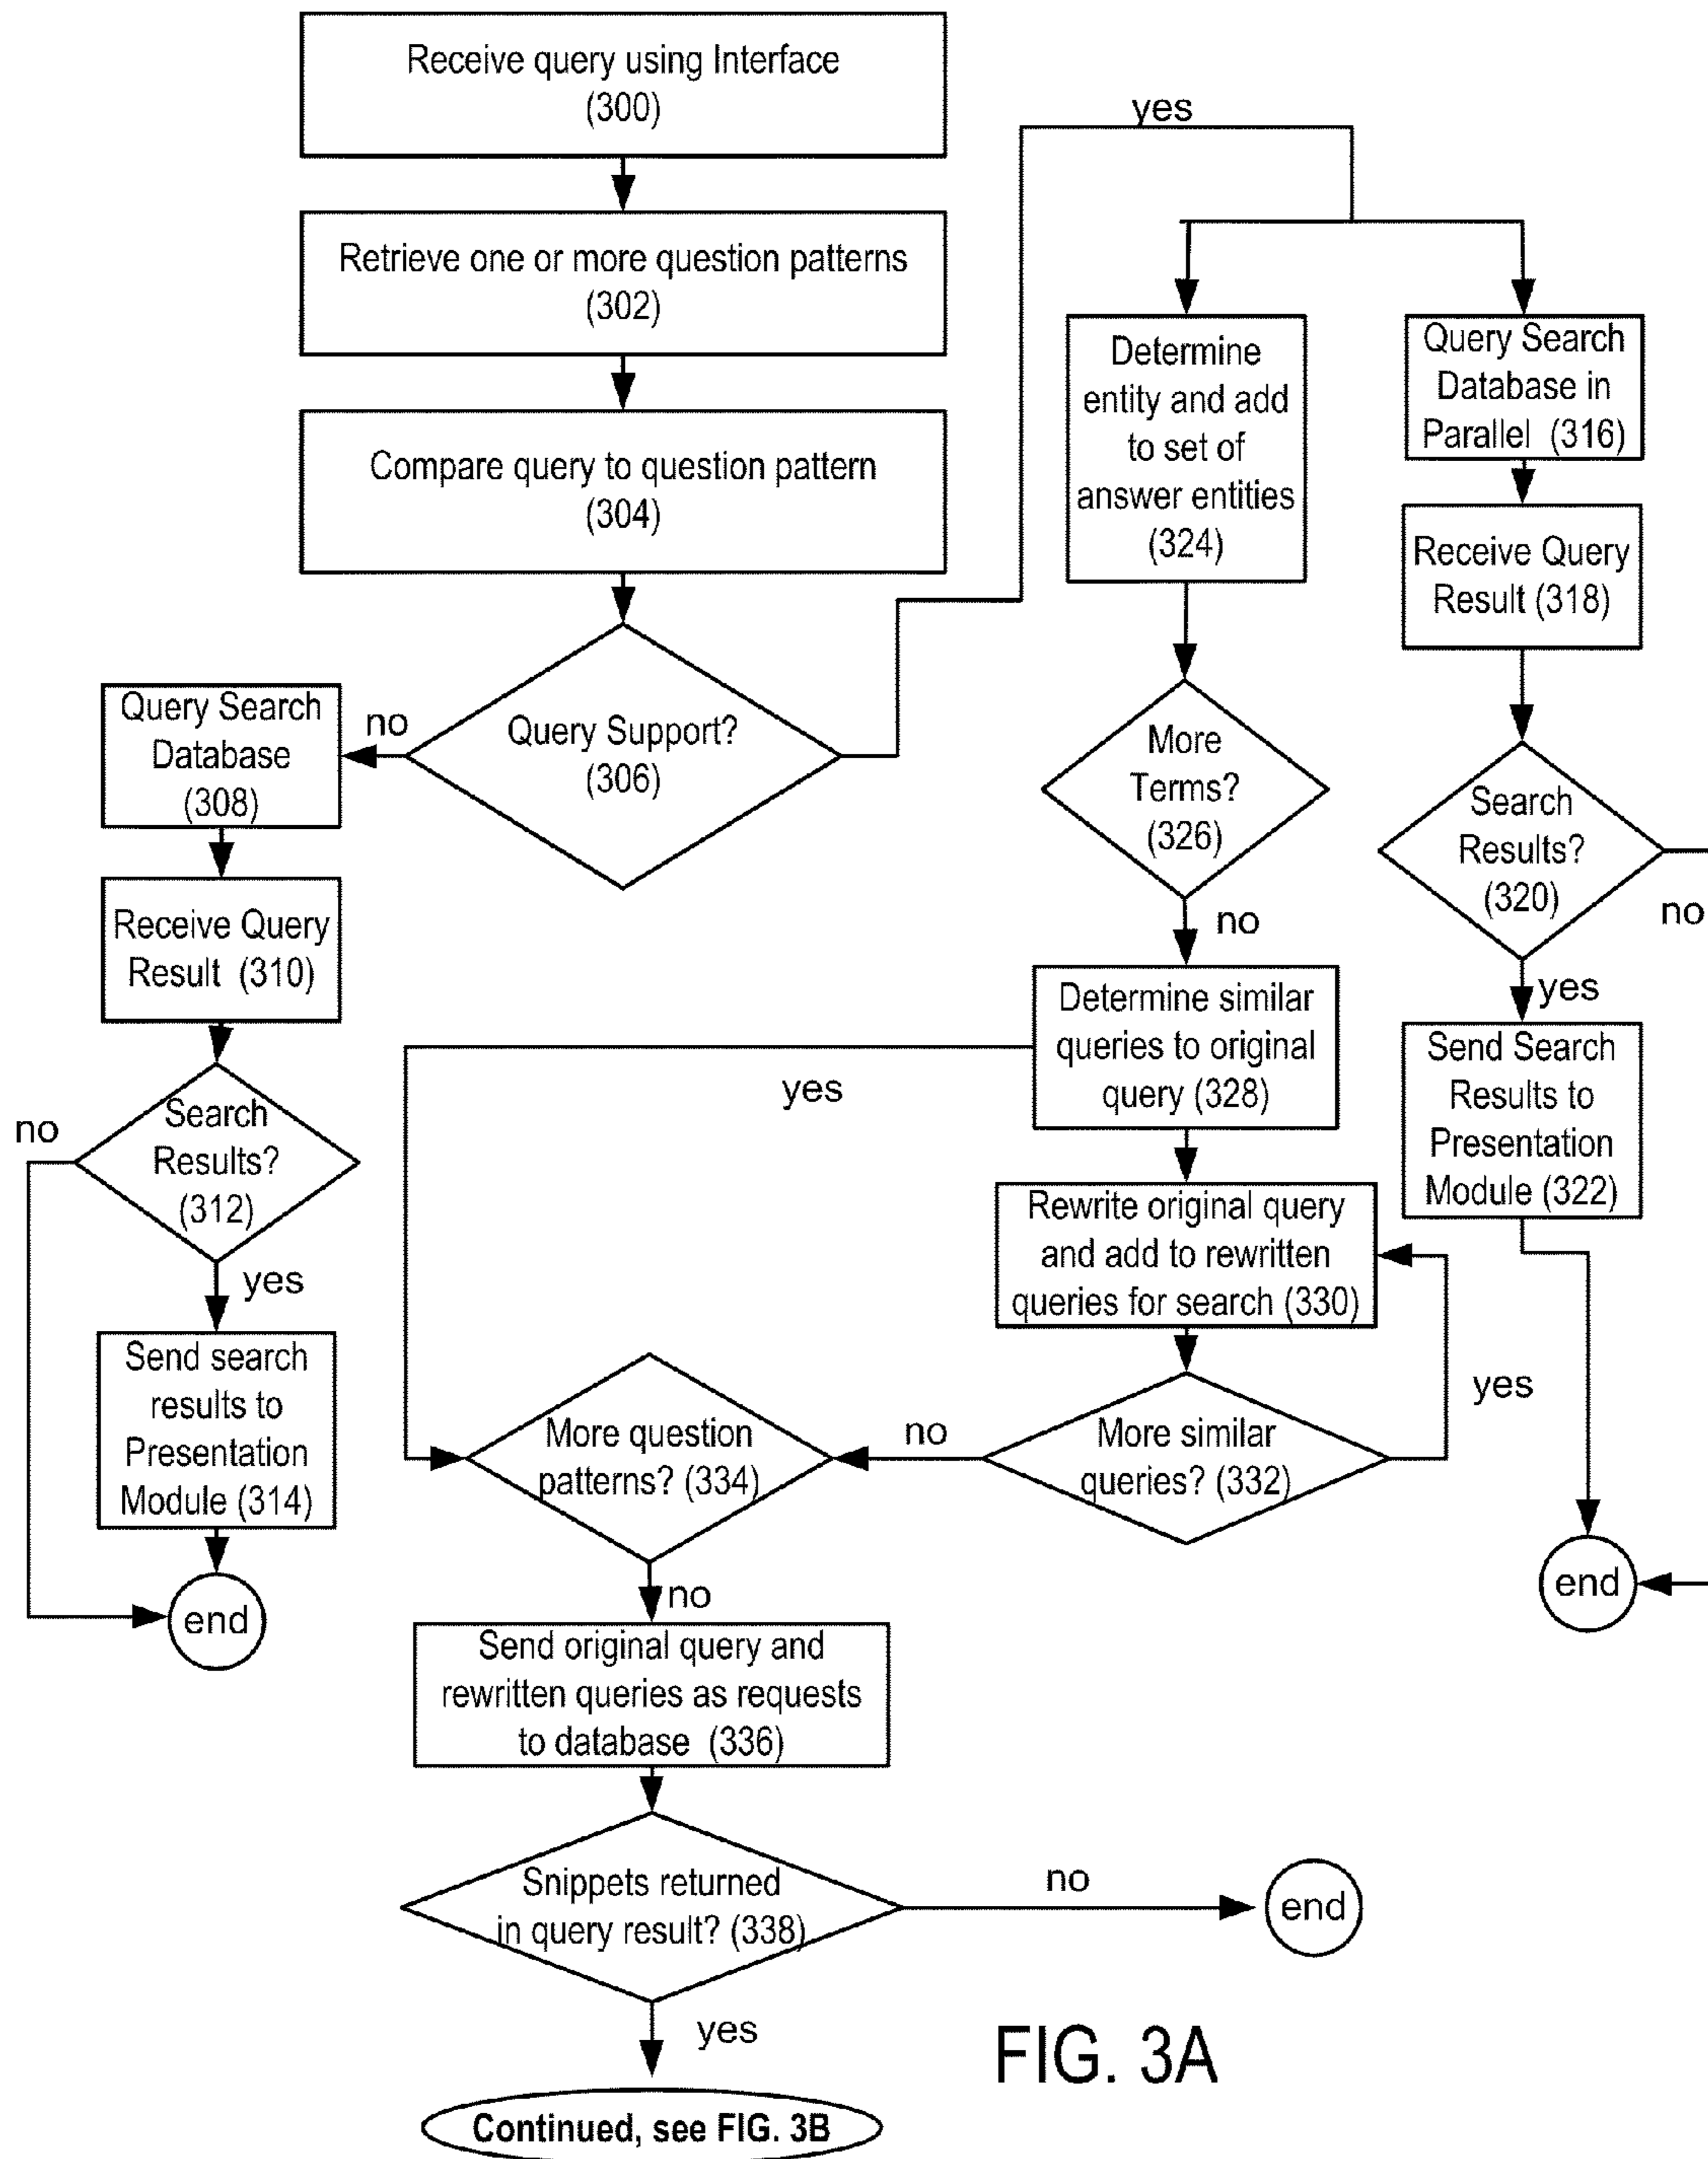 Receive query using Interface
(300)
yes
Retrieve one or more question patterns
(302)
Compare query to question pattern
(304)
Determine
entity and add
to set of
answer entities
(324)
Query Search
Database in
Parallel (316)
Receive Query
Result (318)
Query Support?
(306)
no
Query Search
Database
(308)
More
Terms?
(326)
Search
Results?
(320)
no
no
Receive Query
Result (310)
yes
Determine similar
queries to original
query (328)
yes
Send Search
Results to
Presentation
Module (322)
Search
Results?
(312)
no
yes
Rewrite original query
and add to rewritten
queries for search (330)
Send search
results to
Presentation
Module (314)
More question
patterns? (334)
no
More similar
queries? (332)
yes
end
end
no
Send original query and
rewritten queries as requests
to database (336)
Snippets returned
in query result? (338)
no
end
yes
FIG. 3A
Continued, see FIG. 3B